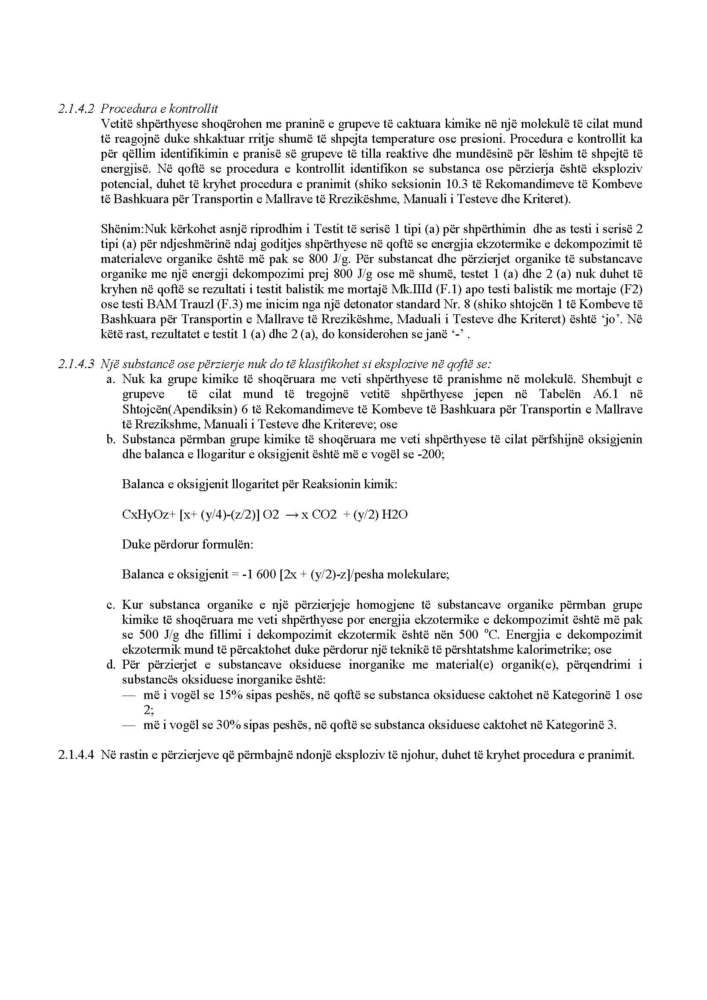 2.1.4.2 Procedura e kontrollit
Vetitë shpërthyese shoqërohen me praninë e grupeve të caktuara kimike në një molekulë të cilat mund
të reagojnë duke shkaktuar rritje shumë të shpejta temperature ose presioni. Procedura e kontrollit ka
për qëllim identifikimin e pranisë së grupeve të tilla reaktive dhe mundësinë për lëshim të shpejtë të
energjisë. Në qoftë se procedura e kontrollit identifikon se substanca ose përzierja është eksploziv
potencial, duhet të kryhet procedura e pranimit (shiko seksionin 10.3 të Rekomandimeve të Kombeve
të Bashkuara për Transportin e Mallrave të Rrezikëshme, Manuali i Testeve dhe Kriteret).
Shënim:Nuk kërkohet asnjë riprodhim i Testit të serisë 1 tipi (a) për shpërthimin dhe as testi i serisë 2
tipi (a) për ndjeshmërinë ndaj goditjes shpërthyese në qoftë se energjia ekzotermike e dekompozimit të
materialeve organike është më pak se 800 J/g. Për substancat dhe përzierjet organike të substancave
organike me një energji dekompozimi prej 800 J/g ose më shumë, testet 1 (a) dhe 2 (a) nuk duhet të
kryhen në qoftë se rezultati i testit balistik me mortajë Mk.IIId (F.1) apo testi balistik me mortaje (F2)
ose testi BAM Trauzl (F.3) me inicim nga një detonator standard Nr. 8 (shiko shtojcën 1 të Kombeve të
Bashkuara për Transportin e Mallrave të Rrezikëshme, Maduali i Testeve dhe Kriteret) është ‘jo’. Në
këtë rast, rezultatet e testit 1 (a) dhe 2 (a), do konsiderohen se janë ‘-’ .
2.1.4.3 Një substancë ose përzierje nuk do të klasifikohet si eksplozive në qoftë se:
a. Nuk ka grupe kimike të shoqëruara me veti shpërthyese të pranishme në molekulë. Shembujt e
grupeve të cilat mund të tregojnë vetitë shpërthyese jepen në Tabelën A6.1 në
Shtojcën(Apendiksin) 6 të Rekomandimeve të Kombeve të Bashkuara për Transportin e Mallrave
të Rrezikshme, Manuali i Testeve dhe Kritereve; ose
b. Substanca përmban grupe kimike të shoqëruara me veti shpërthyese të cilat përfshijnë oksigjenin
dhe balanca e llogaritur e oksigjenit është më e vogël se -200;
Balanca e oksigjenit llogaritet për Reaksionin kimik:
CxHyOz+ [x+ (y/4)-(z/2)] O2 → x CO2 + (y/2) H2O
Duke përdorur formulën:
Balanca e oksigjenit = -1 600 [2x + (y/2)-z]/pesha molekulare;
c. Kur substanca organike e një përzierjeje homogjene të substancave organike përmban grupe
kimike të shoqëruara me veti shpërthyese por energjia ekzotermike e dekompozimit është më pak
se 500 J/g dhe fillimi i dekompozimit ekzotermik është nën 500 °C. Energjia e dekompozimit
ekzotermik mund të përcaktohet duke përdorur një teknikë të përshtatshme kalorimetrike; ose
d. Për përzierjet e substancave oksiduese inorganike me material(e) organik(e), përqendrimi i
substancës oksiduese inorganike është:
— më i vogël se 15% sipas peshës, në qoftë se substanca oksiduese caktohet në Kategorinë 1 ose
2;
— më i vogël se 30% sipas peshës, në qoftë se substanca oksiduese caktohet në Kategorinë 3.
2.1.4.4 Në rastin e përzierjeve që përmbajnë ndonjë eksploziv të njohur, duhet të kryhet procedura e pranimit.